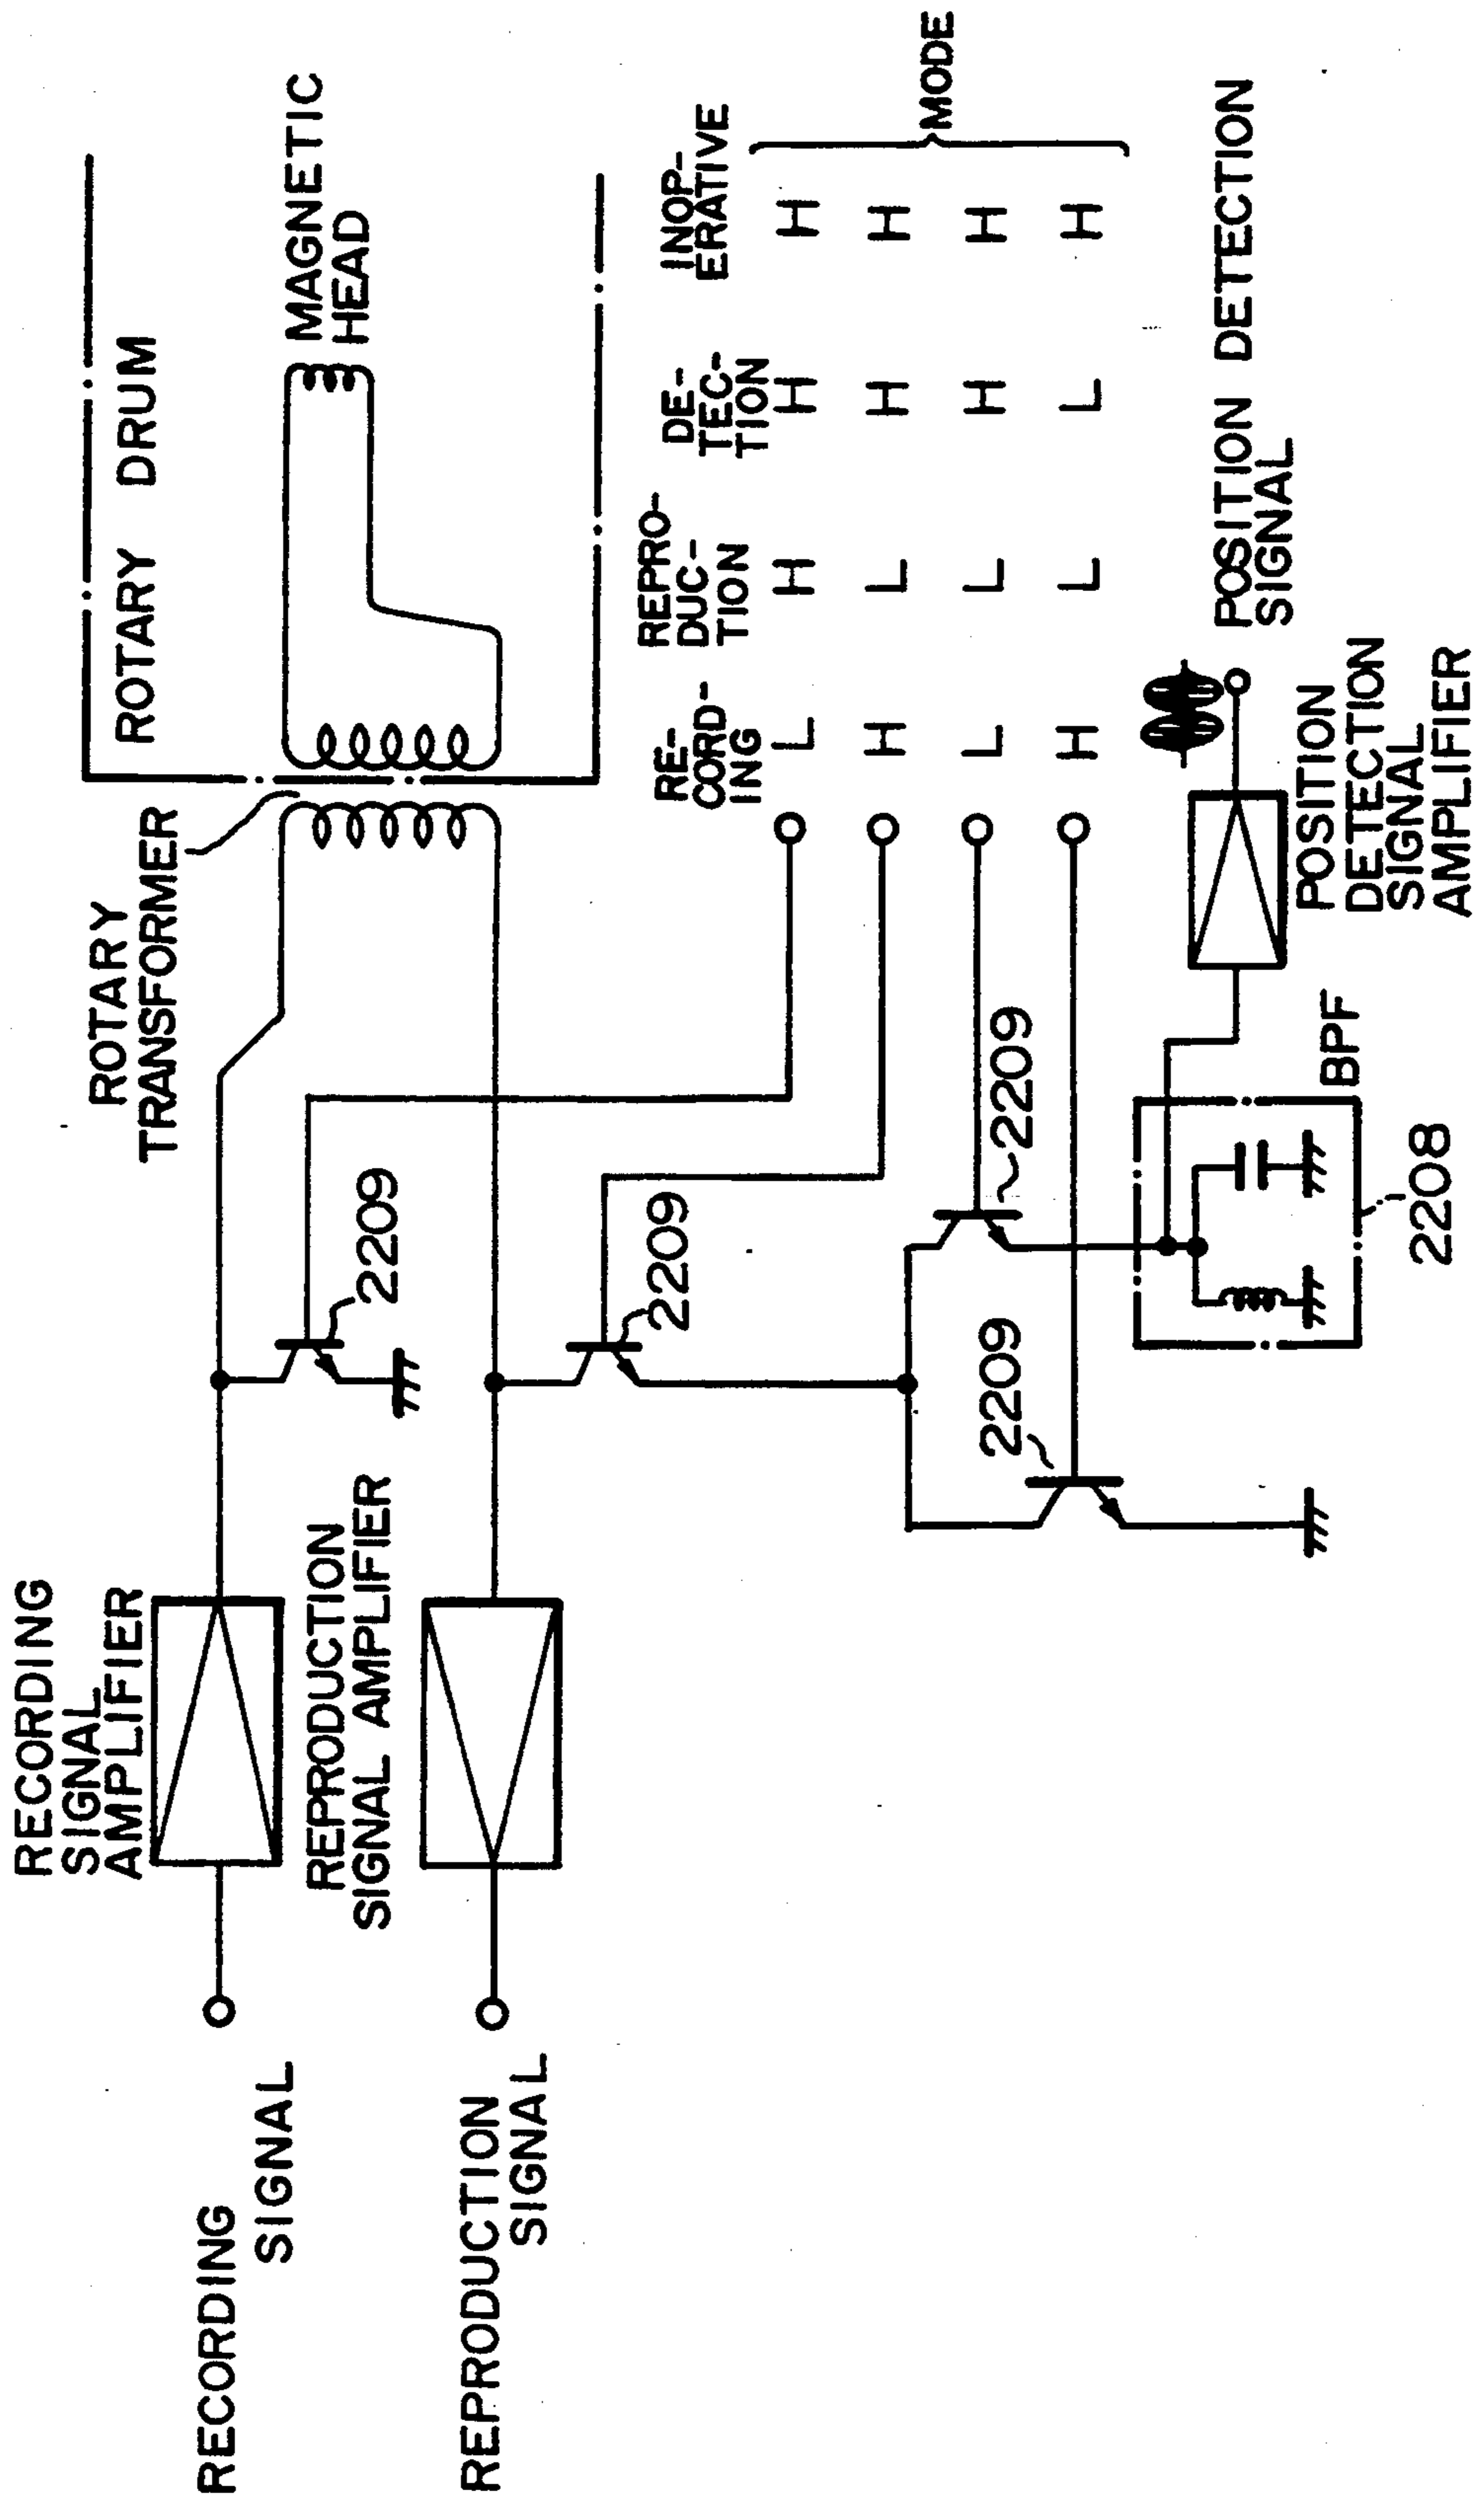 ROTARY DRUM
MAGNETIC
HEAD
ROTARY
TRANSFORMER
RECORDING
SIGNAL
AMPLIFIER
REPRODUCTION
SIGNAL AMPLIFIER
RECORDING
SIGNAL
REPRODUCTION
SIGNAL
2209
2209
2209
2209
RE-
CORD-
ING
REPRO-
DUC-
TION
DE-
TEC-
TION
INOP-
ERATIVE
L H H H
H L H H
L L H H
H L L H
MODE
POSITION DETECTION
SIGNAL
POSITION
DETECTION
SIGNAL
AMPLIFIER
BPF
2208